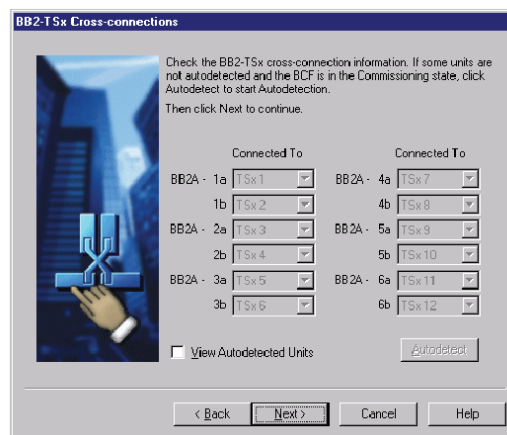 BB2-TSx Cross-connections
Check the BB2-TSx cross-connection information. If some units are
not autodetected and the BCF is in the Commissioning state, click
Autodetect to start Autodetection.
Then click Next to continue.
Connected To Connected To
BB2A - 1a TSx 1 BB2A - 4a TSx 7
1b TSx 2 4b TSx 8
BB2A - 2a TSx 3 BB2A - 5a TSx 9
2b TSx 4 5b TSx 10
BB2A - 3a TSx 5 BB2A - 6a TSx 11
3b TSx 6 6b TSx 12
View Autodetected Units Autodetect
< Back Next > Cancel Help